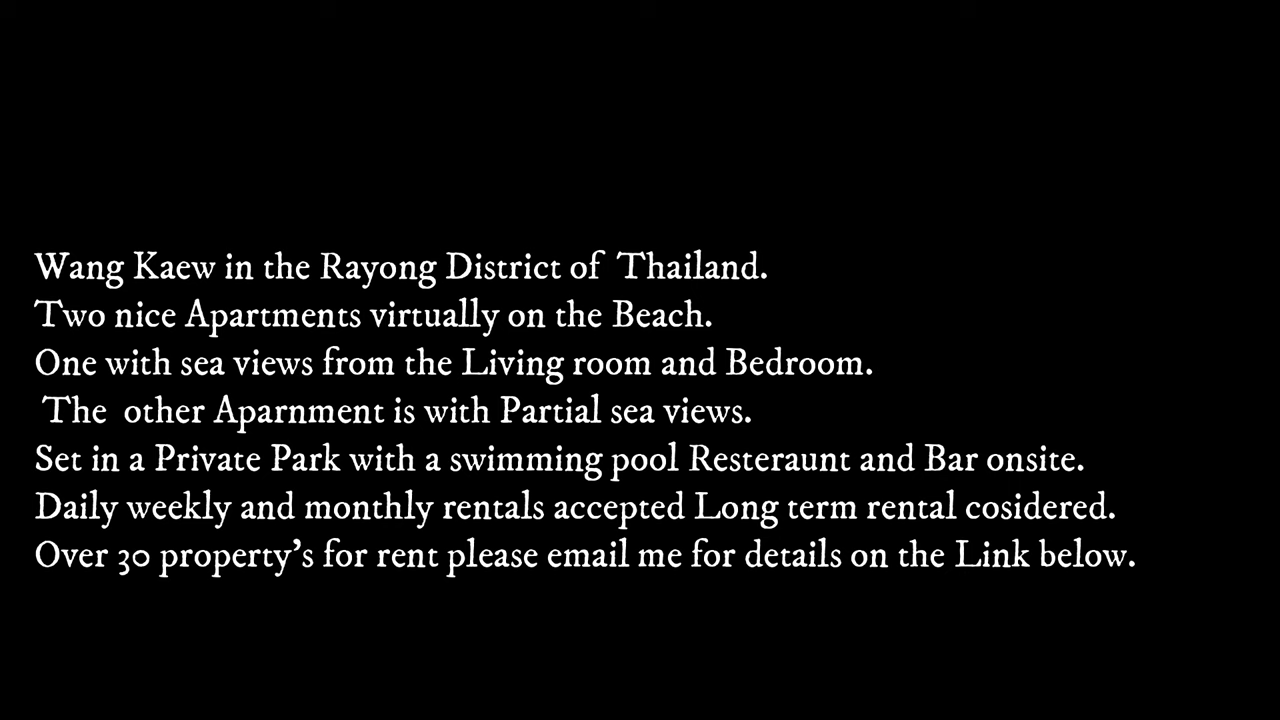 Wang Kaew in the Rayong District of Thailand.
Two nice Apartments virtually on the Beach.
One with sea views from the Living room and Bedroom.
The other Aparnment is with Partial sea views.
Set in a Private Park with a swimming pool Resteraunt and Bar onsite.
Daily weekly and monthly rentals accepted Long term rental cosidered.
Over 30 property's for rent please email me for details on the Link below.